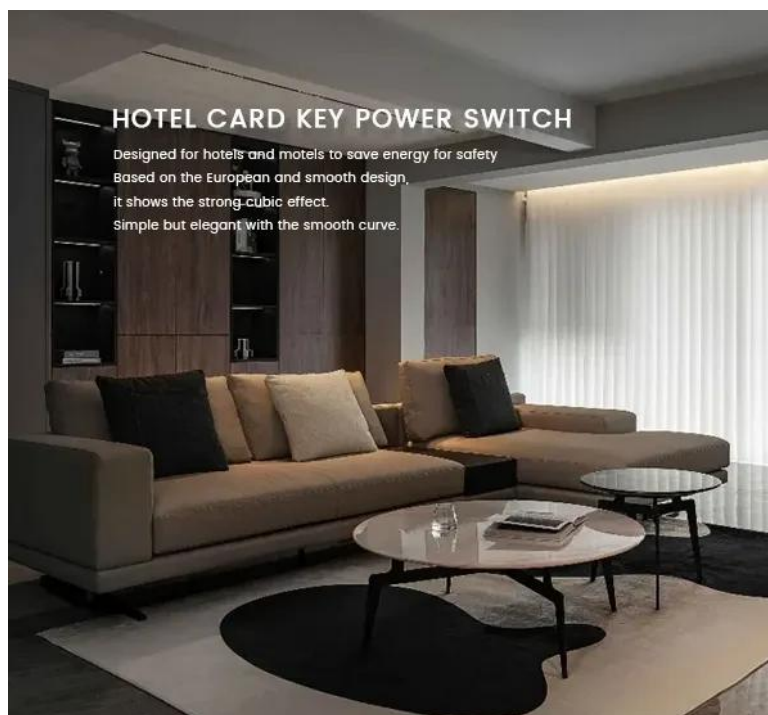 HOTEL CARD KEY POWER SWITCH
Designed for hotels and motels to save energy for safety
Based on the European and smooth design,
it shows the strong cubic effect.
Simple but elegant with the smooth curve.